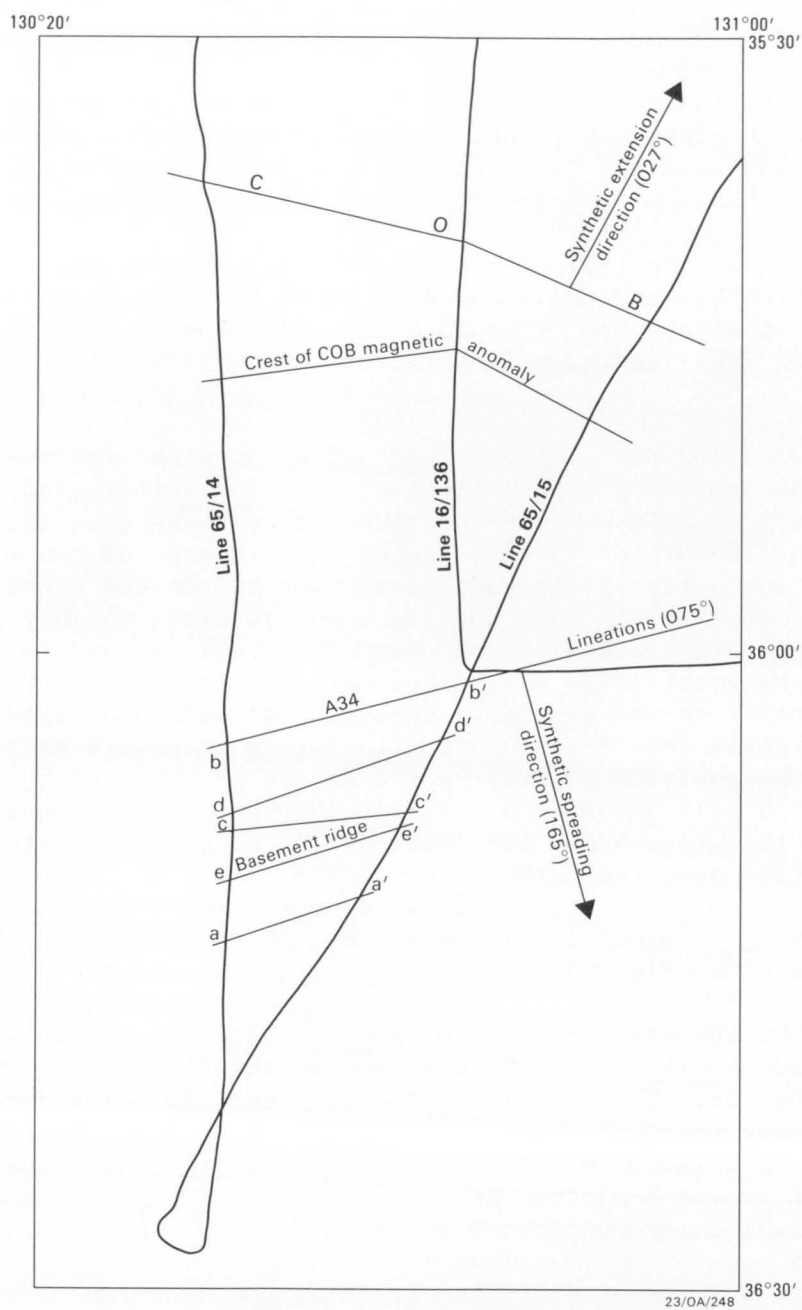 130°20'
131°00'
35°30'
Synthetic extension
direction (027°)
C
O
B
Crest of COB magnetic anomaly
Line 65/14
Line 16/136
Line 65/15
Lineations (075°)
36°00'
A34
b
b'
d'
Synthetic spreading
direction (165°)
d
c
c'
e'
e
Basement ridge
a'
a
36°30'
23/OA/248